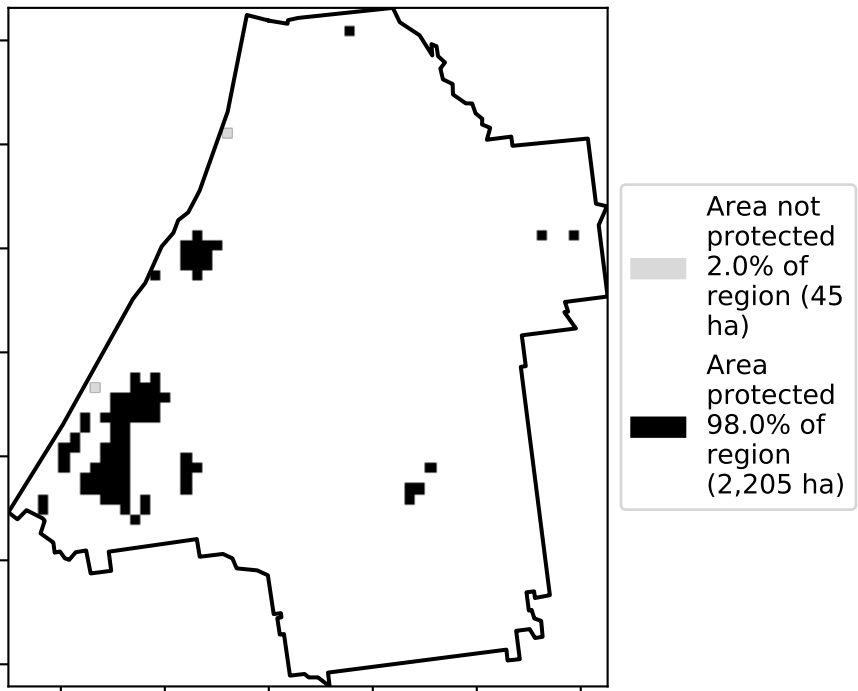 Area not
protected
2.0% of
region (45
ha)
Area
protected
98.0% of
region
(2,205 ha)